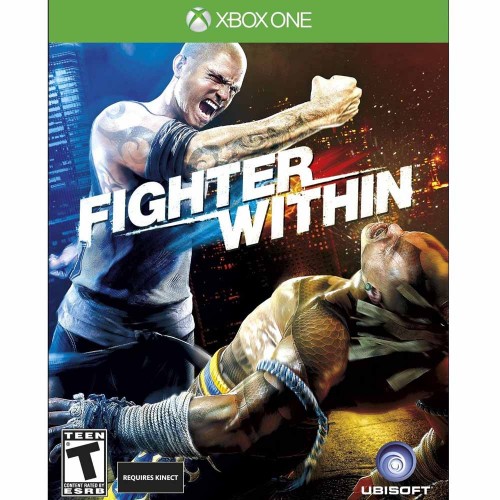 XBOX ONE
FIGHTER
WITHIN
TEEN
T
CONTENT RATED BY
ESRB
REQUIRES KINECT
UBISOFT